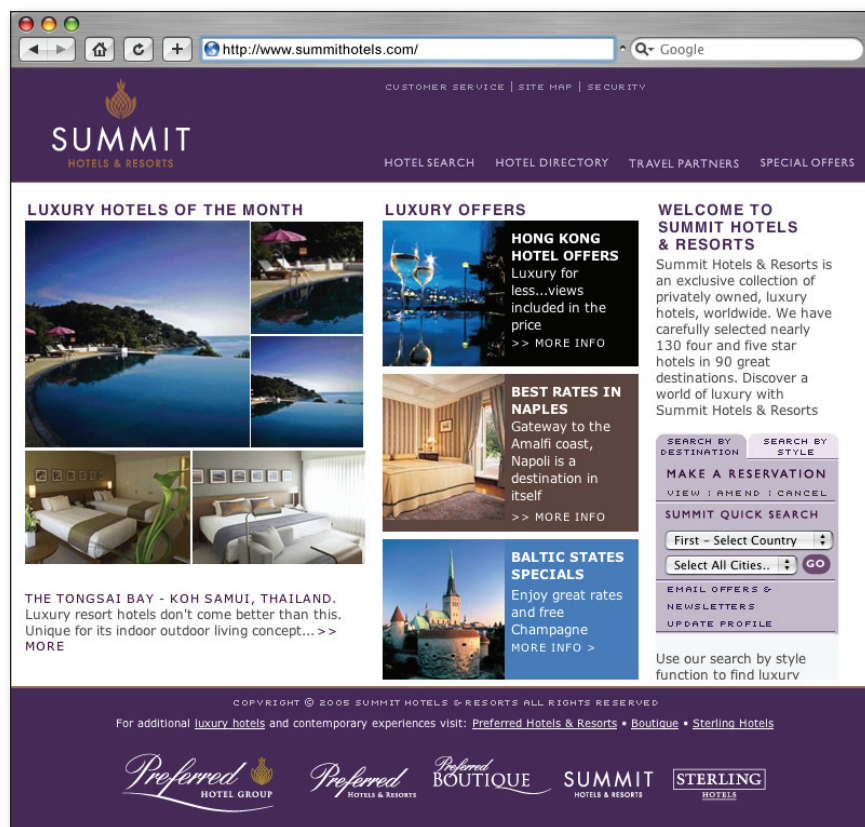 http://www.summithotels.com/
Google
CUSTOMER SERVICE | SITE MAP | SECURITY
SUMMIT
HOTELS & RESORTS
HOTEL SEARCH HOTEL DIRECTORY TRAVEL PARTNERS SPECIAL OFFERS
LUXURY HOTELS OF THE MONTH
THE TONGSAI BAY - KOH SAMUI, THAILAND.
Luxury resort hotels don't come better than this.
Unique for its indoor outdoor living concept... >>
MORE
LUXURY OFFERS
HONG KONG
HOTEL OFFERS
Luxury for
less...views
included in the
price
>> MORE INFO
BEST RATES IN
NAPLES
Gateway to the
Amalfi coast,
Napoli is a
destination in
itself
>> MORE INFO
BALTIC STATES
SPECIALS
Enjoy great rates
and free
Champagne
MORE INFO >
WELCOME TO
SUMMIT HOTELS
& RESORTS
Summit Hotels & Resorts is
an exclusive collection of
privately owned, luxury
hotels, worldwide. We have
carefully selected nearly
130 four and five star
hotels in 90 great
destinations. Discover a
world of luxury with
Summit Hotels & Resorts
SEARCH BY
DESTINATION
SEARCH BY
STYLE
MAKE A RESERVATION
VIEW : AMEND : CANCEL
SUMMIT QUICK SEARCH
First - Select Country
Select All Cities.. GO
EMAIL OFFERS &
NEWSLETTERS
UPDATE PROFILE
Use our search by style
function to find luxury
COPYRIGHT © 2005 SUMMIT HOTELS & RESORTS ALL RIGHTS RESERVED
For additional luxury hotels and contemporary experiences visit: Preferred Hotels & Resorts • Boutique • Sterling Hotels
Preferred
HOTEL GROUP
Preferred
HOTELS & RESORTS
Preferred
BOUTIQUE
SUMMIT
HOTELS & RESORTS
STERLING
HOTELS